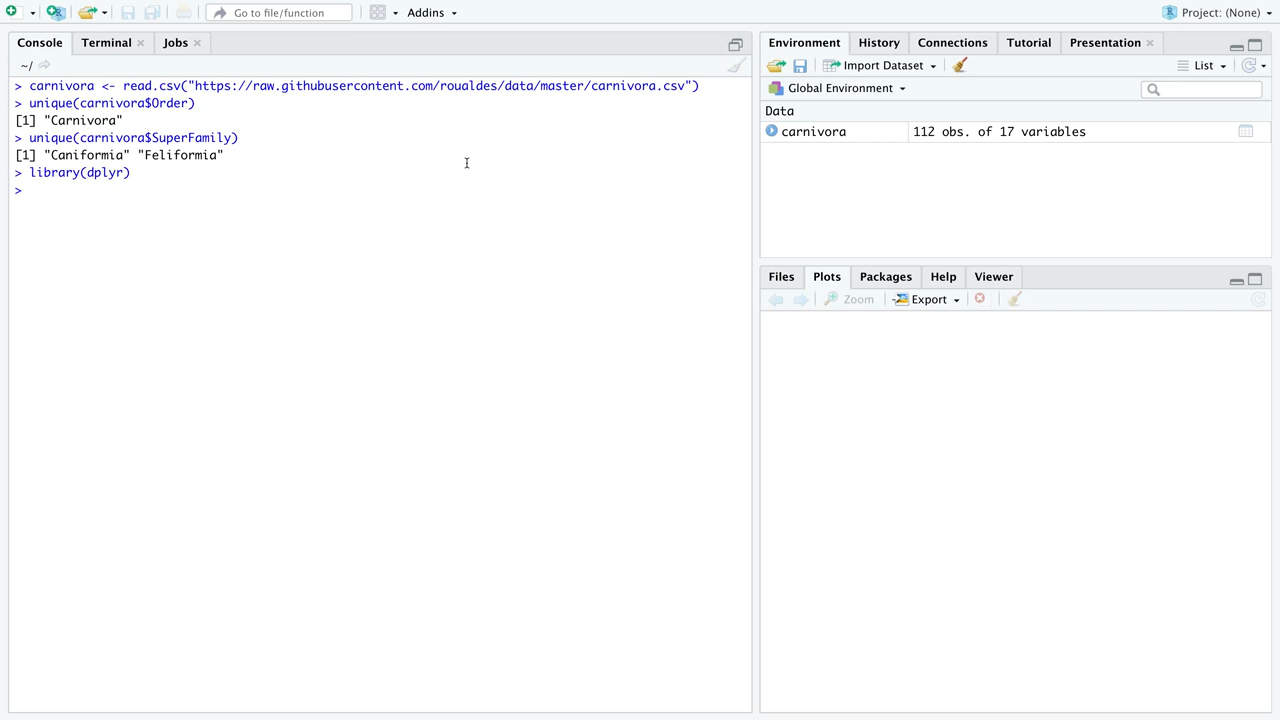 Go to file/function
Addins
Project: (None)
Console
Terminal
Jobs
~/
> carnivora <- read.csv("https://raw.githubusercontent.com/roualdes/data/master/carnivora.csv")
> unique(carnivora$Order)
[1] "Carnivora"
> unique(carnivora$SuperFamily)
[1] "Caniformia" "Feliformia"
> library(dplyr)
>
Environment
History
Connections
Tutorial
Presentation
Import Dataset
List
Global Environment
Data
carnivora
112 obs. of 17 variables
Files
Plots
Packages
Help
Viewer
Zoom
Export